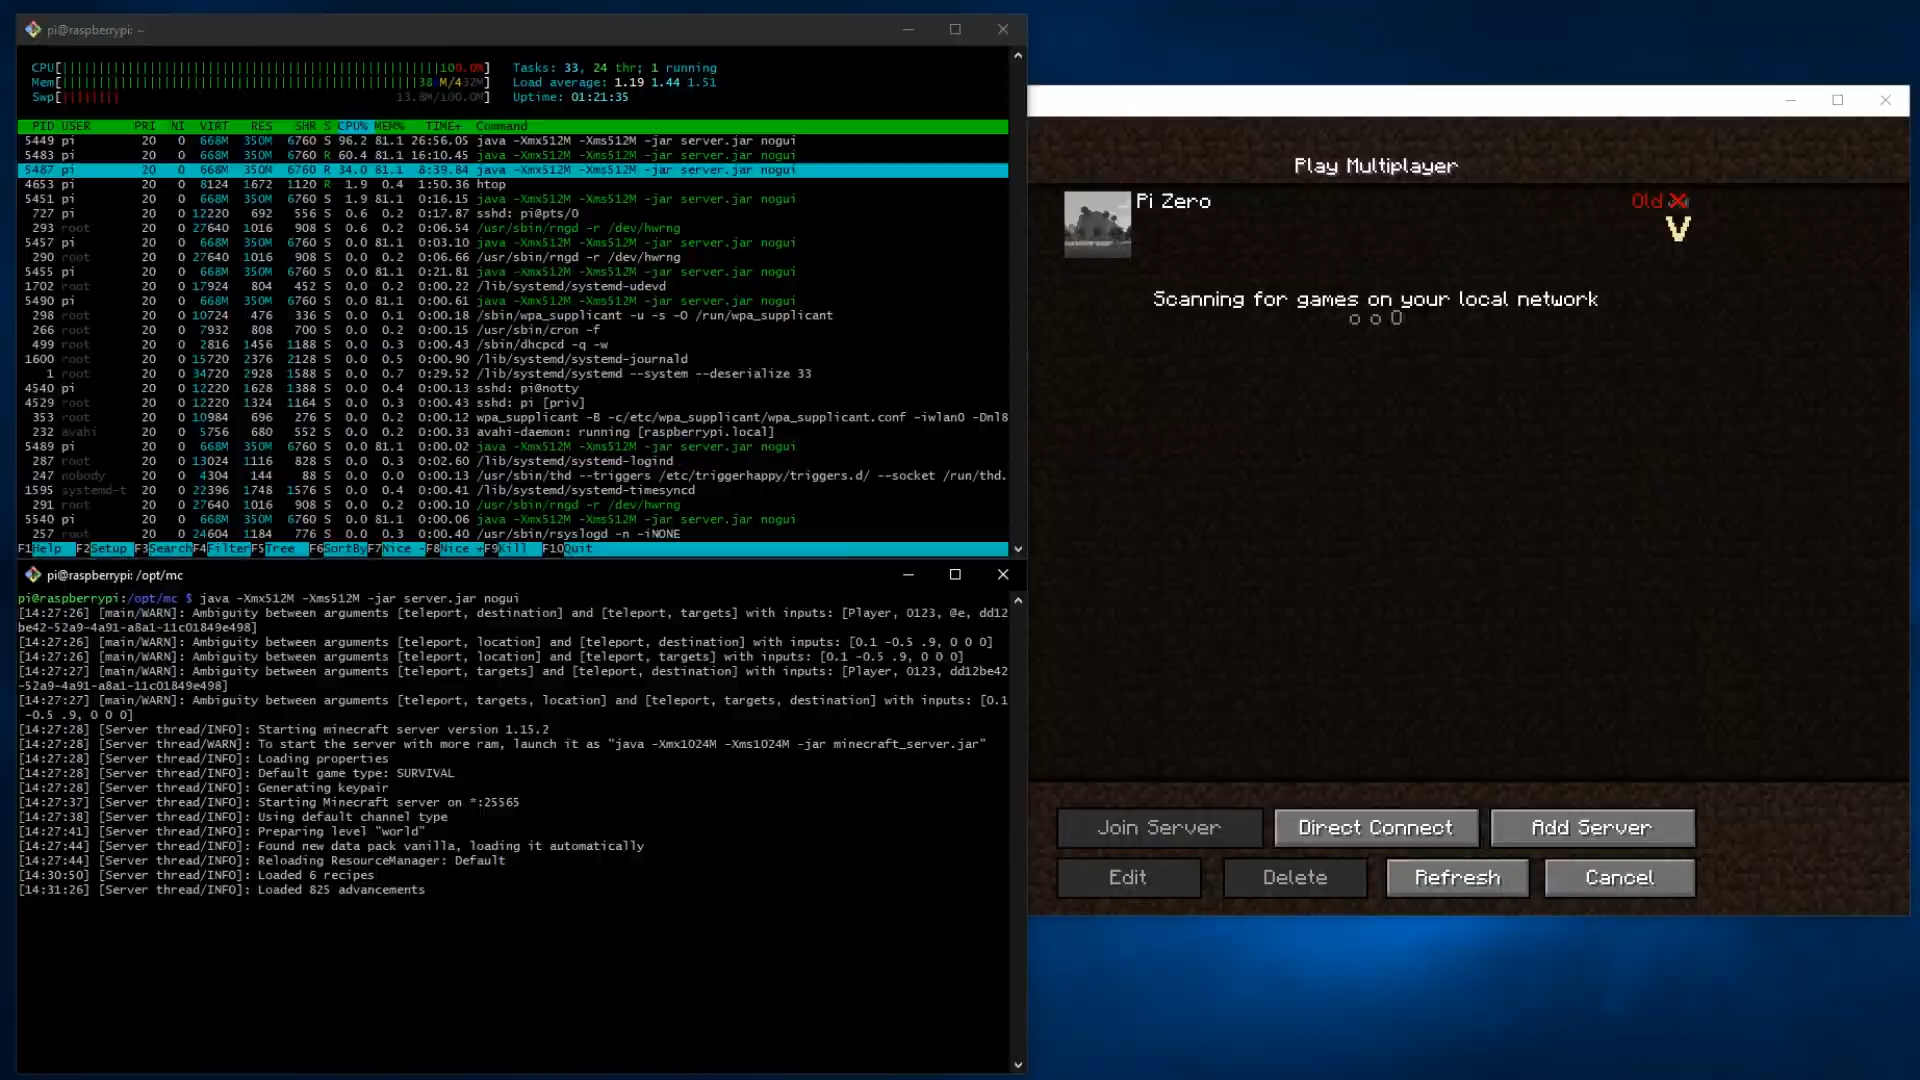 pi@raspberrypi: ~
CPU[100.0%] Tasks: 33, 24 thr; 1 running
Mem[38 M/432M] Load average: 1.19 1.44 1.51
Swp[13.8M/100.0M] Uptime: 01:21:35
PID USER PRI NI VIRT RES SHR S CPU% MEM% TIME+ Command
5449 pi 20 0 668M 350M 6760 S 96.2 81.1 26:56.05 java -Xmx512M -Xms512M -jar server.jar nogui
5483 pi 20 0 668M 350M 6760 R 60.4 81.1 16:10.45 java -Xmx512M -Xms512M -jar server.jar nogui
5487 pi 20 0 668M 350M 6760 R 34.0 81.1 8:39.84 java -Xmx512M -Xms512M -jar server.jar nogui
4653 pi 20 0 8124 1672 1120 R 1.9 0.4 1:50.36 htop
5451 pi 20 0 668M 350M 6760 S 1.9 81.1 0:16.15 java -Xmx512M -Xms512M -jar server.jar nogui
727 pi 20 0 12220 692 556 S 0.6 0.2 0:17.87 sshd: pi@pts/0
293 root 20 0 27640 1016 908 S 0.6 0.2 0:06.54 /usr/sbin/rngd -r /dev/hwrng
5457 pi 20 0 668M 350M 6760 S 0.0 81.1 0:03.10 java -Xmx512M -Xms512M -jar server.jar nogui
290 root 20 0 27640 1016 908 S 0.0 0.2 0:06.66 /usr/sbin/rngd -r /dev/hwrng
5455 pi 20 0 668M 350M 6760 S 0.0 81.1 0:21.81 java -Xmx512M -Xms512M -jar server.jar nogui
1702 root 20 0 17924 804 452 S 0.0 0.2 0:00.22 /lib/systemd/systemd-udevd
5490 pi 20 0 668M 350M 6760 S 0.0 81.1 0:00.61 java -Xmx512M -Xms512M -jar server.jar nogui
298 root 20 0 10724 476 336 S 0.0 0.1 0:00.18 /sbin/wpa_supplicant -u -s -O /run/wpa_supplicant
266 root 20 0 7932 808 700 S 0.0 0.2 0:00.15 /usr/sbin/cron -f
499 root 20 0 2816 1456 1188 S 0.0 0.3 0:00.43 /sbin/dhcpcd -q -w
1600 root 20 0 15720 2376 2128 S 0.0 0.5 0:00.90 /lib/systemd/systemd-journald
1 root 20 0 34720 2928 1588 S 0.0 0.7 0:29.52 /lib/systemd/systemd --system --deserialize 33
4540 pi 20 0 12220 1628 1388 S 0.0 0.4 0:00.13 sshd: pi@notty
4529 root 20 0 12220 1324 1164 S 0.0 0.3 0:00.43 sshd: pi [priv]
353 root 20 0 10984 696 276 S 0.0 0.2 0:00.12 wpa_supplicant -B -c/etc/wpa_supplicant/wpa_supplicant.conf -iwlan0 -Dnl8
232 avahi 20 0 5756 680 552 S 0.0 0.2 0:00.33 avahi-daemon: running [raspberrypi.local]
5489 pi 20 0 668M 350M 6760 S 0.0 81.1 0:00.02 java -Xmx512M -Xms512M -jar server.jar nogui
287 root 20 0 13024 1116 828 S 0.0 0.3 0:02.60 /lib/systemd/systemd-logind
247 nobody 20 0 4304 144 88 S 0.0 0.0 0:00.13 /usr/sbin/thd --triggers /etc/triggerhappy/triggers.d/ --socket /run/thd.
1595 systemd-t 20 0 22396 1748 1576 S 0.0 0.4 0:00.41 /lib/systemd/systemd-timesyncd
291 root 20 0 27640 1016 908 S 0.0 0.2 0:00.10 /usr/sbin/rngd -r /dev/hwrng
5540 pi 20 0 668M 350M 6760 S 0.0 81.1 0:00.06 java -Xmx512M -Xms512M -jar server.jar nogui
257 root 20 0 24604 1184 776 S 0.0 0.3 0:00.40 /usr/sbin/rsyslogd -n -iNONE
F1Help F2Setup F3SearchF4FilterF5Tree F6SortByF7Nice -F8Nice +F9Kill F10Quit
pi@raspberrypi: /opt/mc
pi@raspberrypi:/opt/mc $ java -Xmx512M -Xms512M -jar server.jar nogui
[14:27:26] [main/WARN]: Ambiguity between arguments [teleport, destination] and [teleport, targets] with inputs: [Player, 0123, @e, dd12
be42-52a9-4a91-a8a1-11c01849e498]
[14:27:26] [main/WARN]: Ambiguity between arguments [teleport, location] and [teleport, destination] with inputs: [0.1 -0.5 .9, 0 0 0]
[14:27:26] [main/WARN]: Ambiguity between arguments [teleport, location] and [teleport, targets] with inputs: [0.1 -0.5 .9, 0 0 0]
[14:27:27] [main/WARN]: Ambiguity between arguments [teleport, targets] and [teleport, destination] with inputs: [Player, 0123, dd12be42
-52a9-4a91-a8a1-11c01849e498]
[14:27:27] [main/WARN]: Ambiguity between arguments [teleport, targets, location] and [teleport, targets, destination] with inputs: [0.1
-0.5 .9, 0 0 0]
[14:27:28] [Server thread/INFO]: Starting minecraft server version 1.15.2
[14:27:28] [Server thread/WARN]: To start the server with more ram, launch it as "java -Xmx1024M -Xms1024M -jar minecraft_server.jar"
[14:27:28] [Server thread/INFO]: Loading properties
[14:27:28] [Server thread/INFO]: Default game type: SURVIVAL
[14:27:28] [Server thread/INFO]: Generating keypair
[14:27:37] [Server thread/INFO]: Starting Minecraft server on *:25565
[14:27:38] [Server thread/INFO]: Using default channel type
[14:27:41] [Server thread/INFO]: Preparing level "world"
[14:27:44] [Server thread/INFO]: Found new data pack vanilla, loading it automatically
[14:27:44] [Server thread/INFO]: Reloading ResourceManager: Default
[14:30:50] [Server thread/INFO]: Loaded 6 recipes
[14:31:26] [Server thread/INFO]: Loaded 825 advancements
Play Multiplayer
Pi Zero
Old
V
Scanning for games on your local network
o o O
Join Server
Direct Connect
Add Server
Edit
Delete
Refresh
Cancel